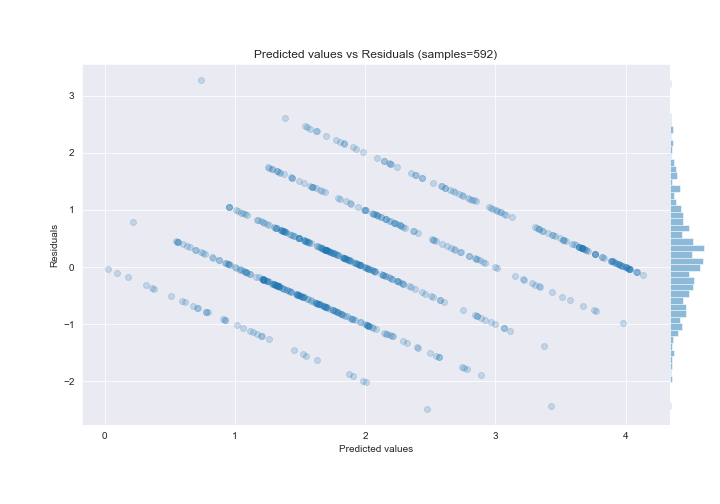 Predicted values vs Residuals (samples=592)
3
2
1
0
−1
−2
Residuals
0 1 2 3 4
Predicted values